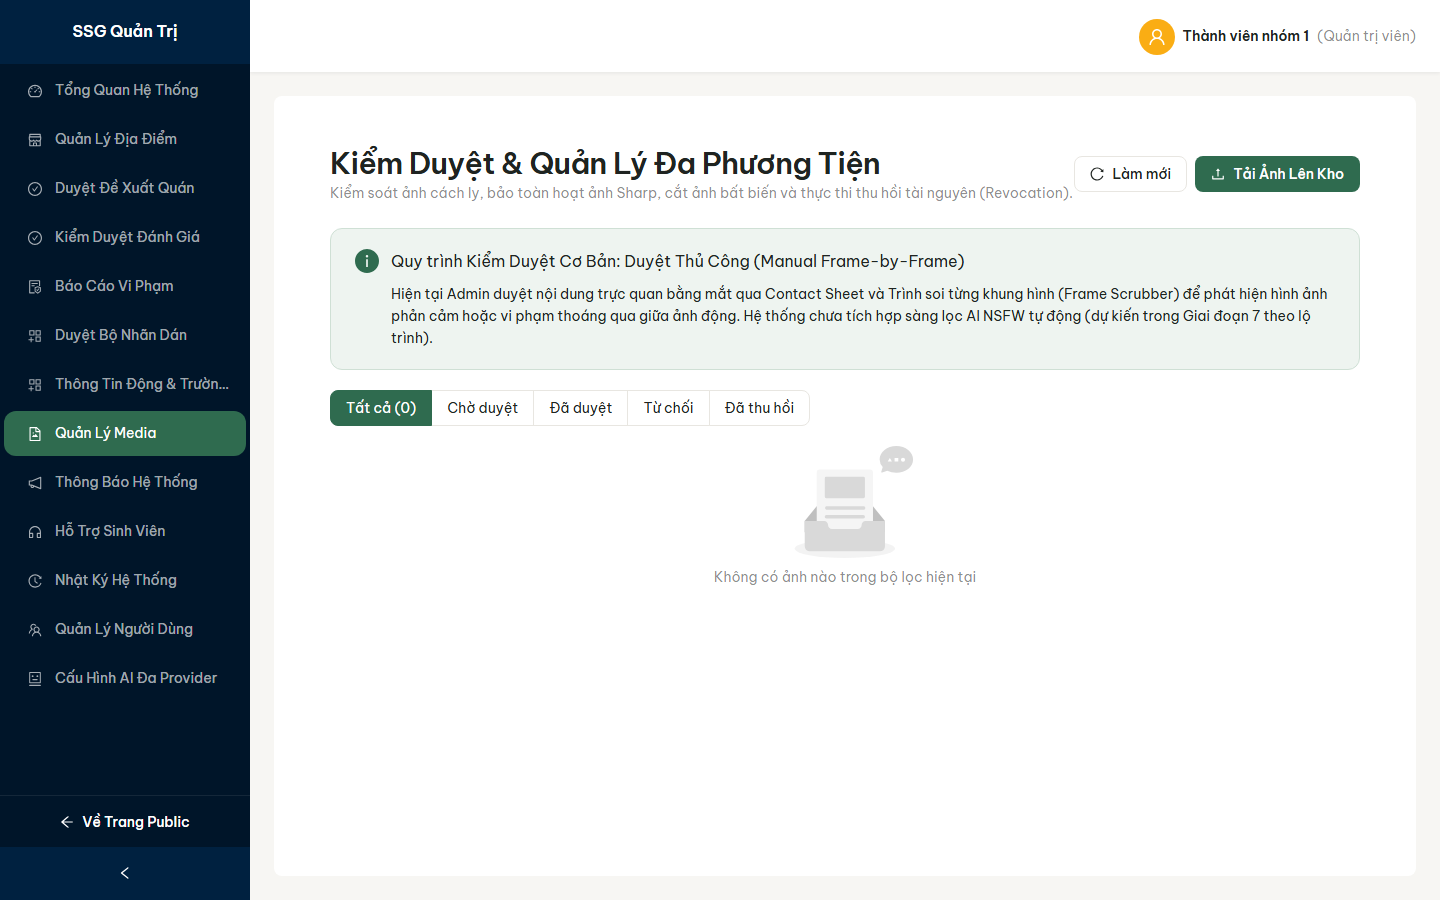 SSG Quản Trị
Thành viên nhóm 1 (Quản trị viên)
Tổng Quan Hệ Thống
Quản Lý Địa Điểm
Duyệt Đề Xuất Quán
Kiểm Duyệt Đánh Giá
Báo Cáo Vi Phạm
Duyệt Bộ Nhãn Dán
Thông Tin Động & Trườn...
Quản Lý Media
Thông Báo Hệ Thống
Hỗ Trợ Sinh Viên
Nhật Ký Hệ Thống
Quản Lý Người Dùng
Cấu Hình AI Đa Provider
Về Trang Public
Kiểm Duyệt & Quản Lý Đa Phương Tiện
Kiểm soát ảnh cách ly, bảo toàn hoạt ảnh Sharp, cắt ảnh bất biến và thực thi thu hồi tài nguyên (Revocation).
Làm mới
Tải Ảnh Lên Kho
Quy trình Kiểm Duyệt Cơ Bản: Duyệt Thủ Công (Manual Frame-by-Frame)
Hiện tại Admin duyệt nội dung trực quan bằng mắt qua Contact Sheet và Trình soi từng khung hình (Frame Scrubber) để phát hiện hình ảnh
phản cảm hoặc vi phạm thoáng qua giữa ảnh động. Hệ thống chưa tích hợp sàng lọc AI NSFW tự động (dự kiến trong Giai đoạn 7 theo lộ
trình).
Tất cả (0)
Chờ duyệt
Đã duyệt
Từ chối
Đã thu hồi
Không có ảnh nào trong bộ lọc hiện tại